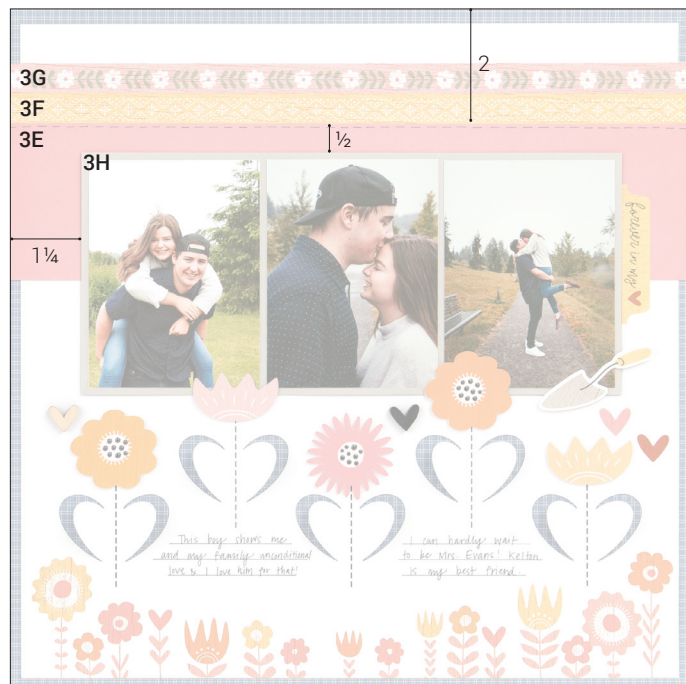 2
3G
3F
3E
½
3H
1¼
forever in my
This boy shows me
and my family unconditional
love & I love him for that!
I can hardly wait
to be Mrs. Evans! Kelton
is my best friend.